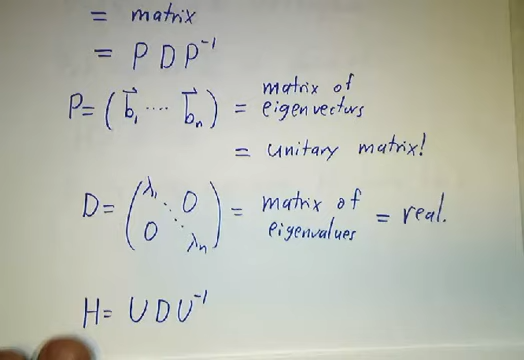 = matrix
= P D P⁻¹
P = (b⃗₁ ⋯ b⃗ₙ) = matrix of eigenvectors
= unitary matrix!
D = (λ₁ 0 ⋱ 0 λₙ) = matrix of eigenvalues = real.
H = U D U⁻¹